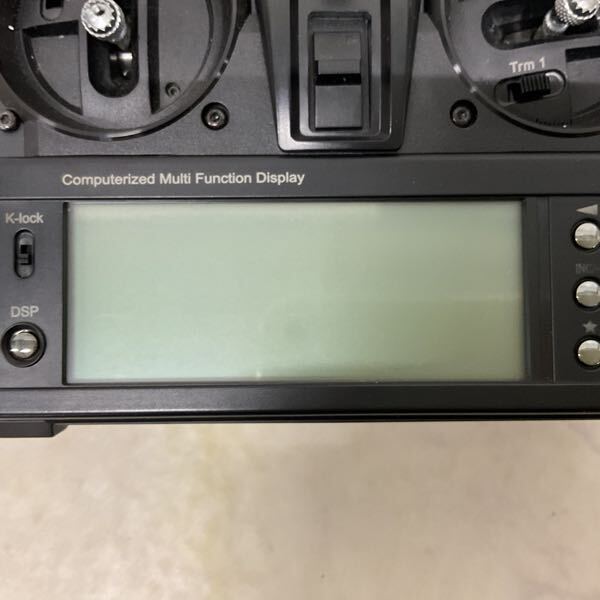 Trm 1
Computerized Multi Function Display
K-lock
DSP